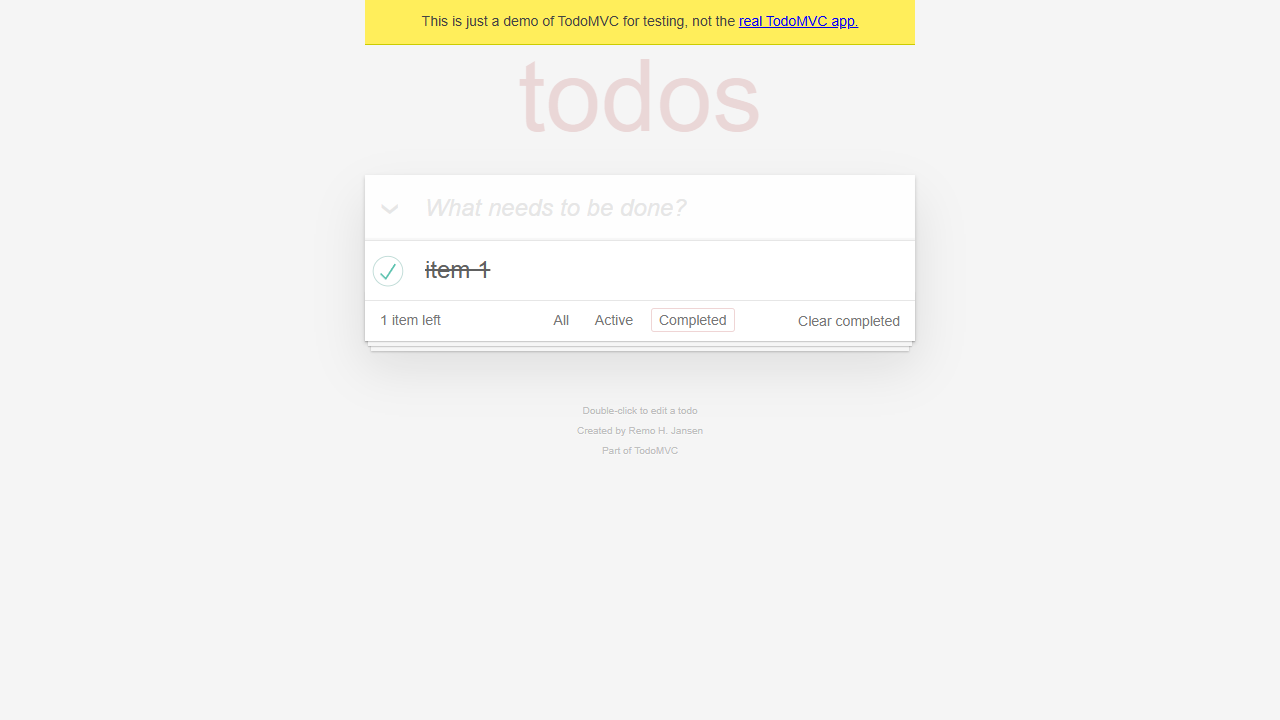 This is just a demo of TodoMVC for testing, not the real TodoMVC app.
todos
What needs to be done?
item 1
1 item left All Active Completed Clear completed
Double-click to edit a todo
Created by Remo H. Jansen
Part of TodoMVC